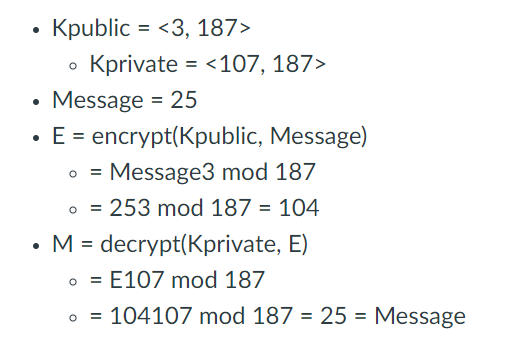 Kpublic = <3, 187>
Kprivate = <107, 187>
Message = 25
E = encrypt(Kpublic, Message)
= Message3 mod 187
= 253 mod 187 = 104
M = decrypt(Kprivate, E)
= E107 mod 187
= 104107 mod 187 = 25 = Message